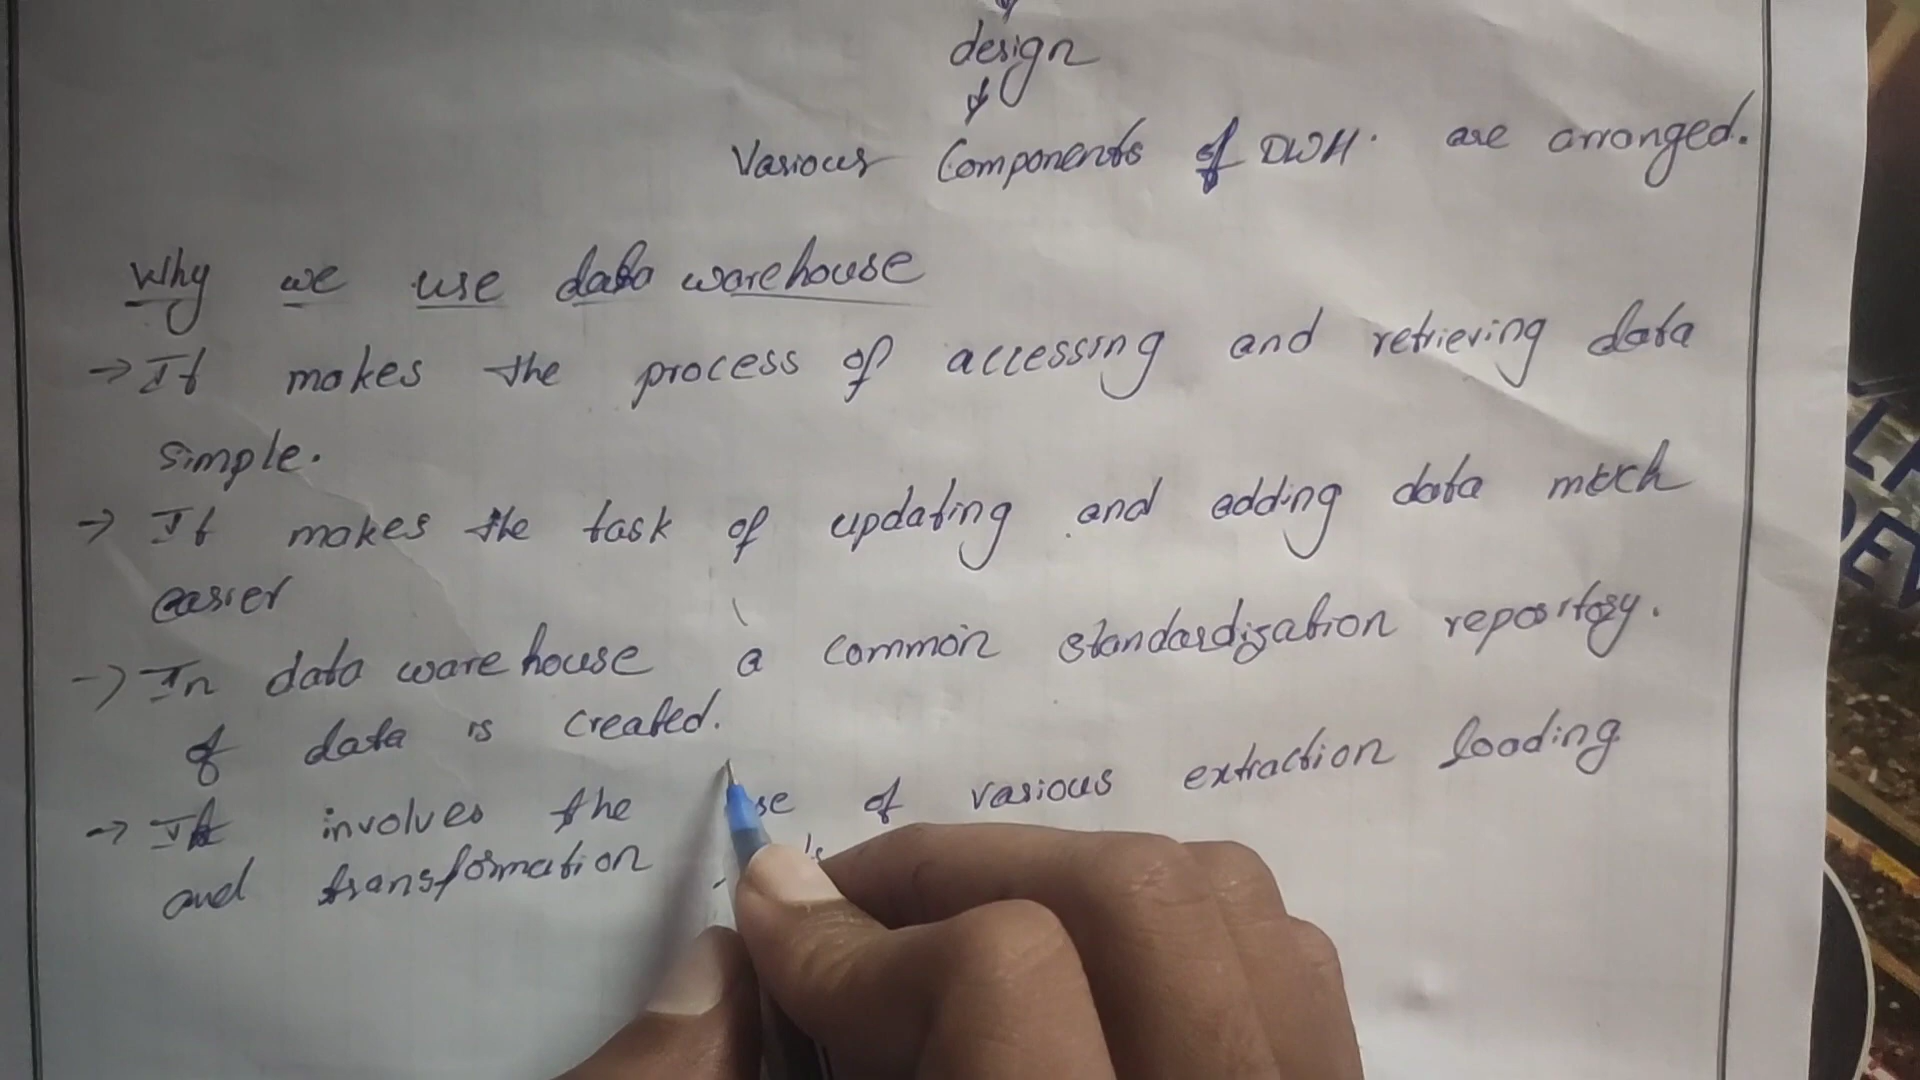 design
Various Components of DWH. are arranged.
Why we use data warehouse
→ It makes the process of accessing and retrieving data
simple.
→ It makes the task of updating and adding data much
easier
→ In data warehouse a common standardization repository.
of data is created.
→ It involves the use of various extraction loading
and transformation